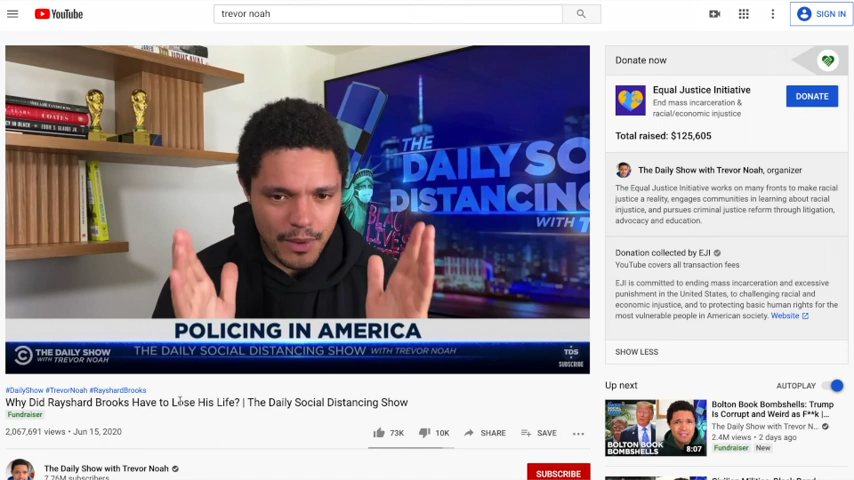 YouTube
trevor noah
SIGN IN
COATES
EDDIE S. GLAUDE JR
THE
DAILY SO
DISTANCING
WITH T
BLACK
LIVES
POLICING IN AMERICA
THE DAILY SHOW
WITH TREVOR NOAH
THE DAILY SOCIAL DISTANCING SHOW WITH TREVOR NOAH
TDS
SUBSCRIBE
#DailyShow #TrevorNoah #RayshardBrooks
Why Did Rayshard Brooks Have to Lose His Life? | The Daily Social Distancing Show
Fundraiser
2,067,691 views • Jun 15, 2020
73K
10K
SHARE
SAVE
The Daily Show with Trevor Noah
7.76M subscribers
SUBSCRIBE
Donate now
Equal Justice Initiative
End mass incarceration &
racial/economic injustice
DONATE
Total raised: $125,605
The Daily Show with Trevor Noah, organizer
The Equal Justice Initiative works on many fronts to make racial
justice a reality, engages communities in learning about racial
injustice, and pursues criminal justice reform through litigation,
advocacy and education.
Donation collected by EJI
YouTube covers all transaction fees
EJI is committed to ending mass incarceration and excessive
punishment in the United States, to challenging racial and
economic injustice, and to protecting basic human rights for the
most vulnerable people in American society. Website
SHOW LESS
Up next
AUTOPLAY
BOLTON BOOK
BOMBSHELLS
8:07
Bolton Book Bombshells: Trump
Is Corrupt and Weird as F**k |...
The Daily Show with Trevor N...
2.4M views • 2 days ago
Fundraiser
New